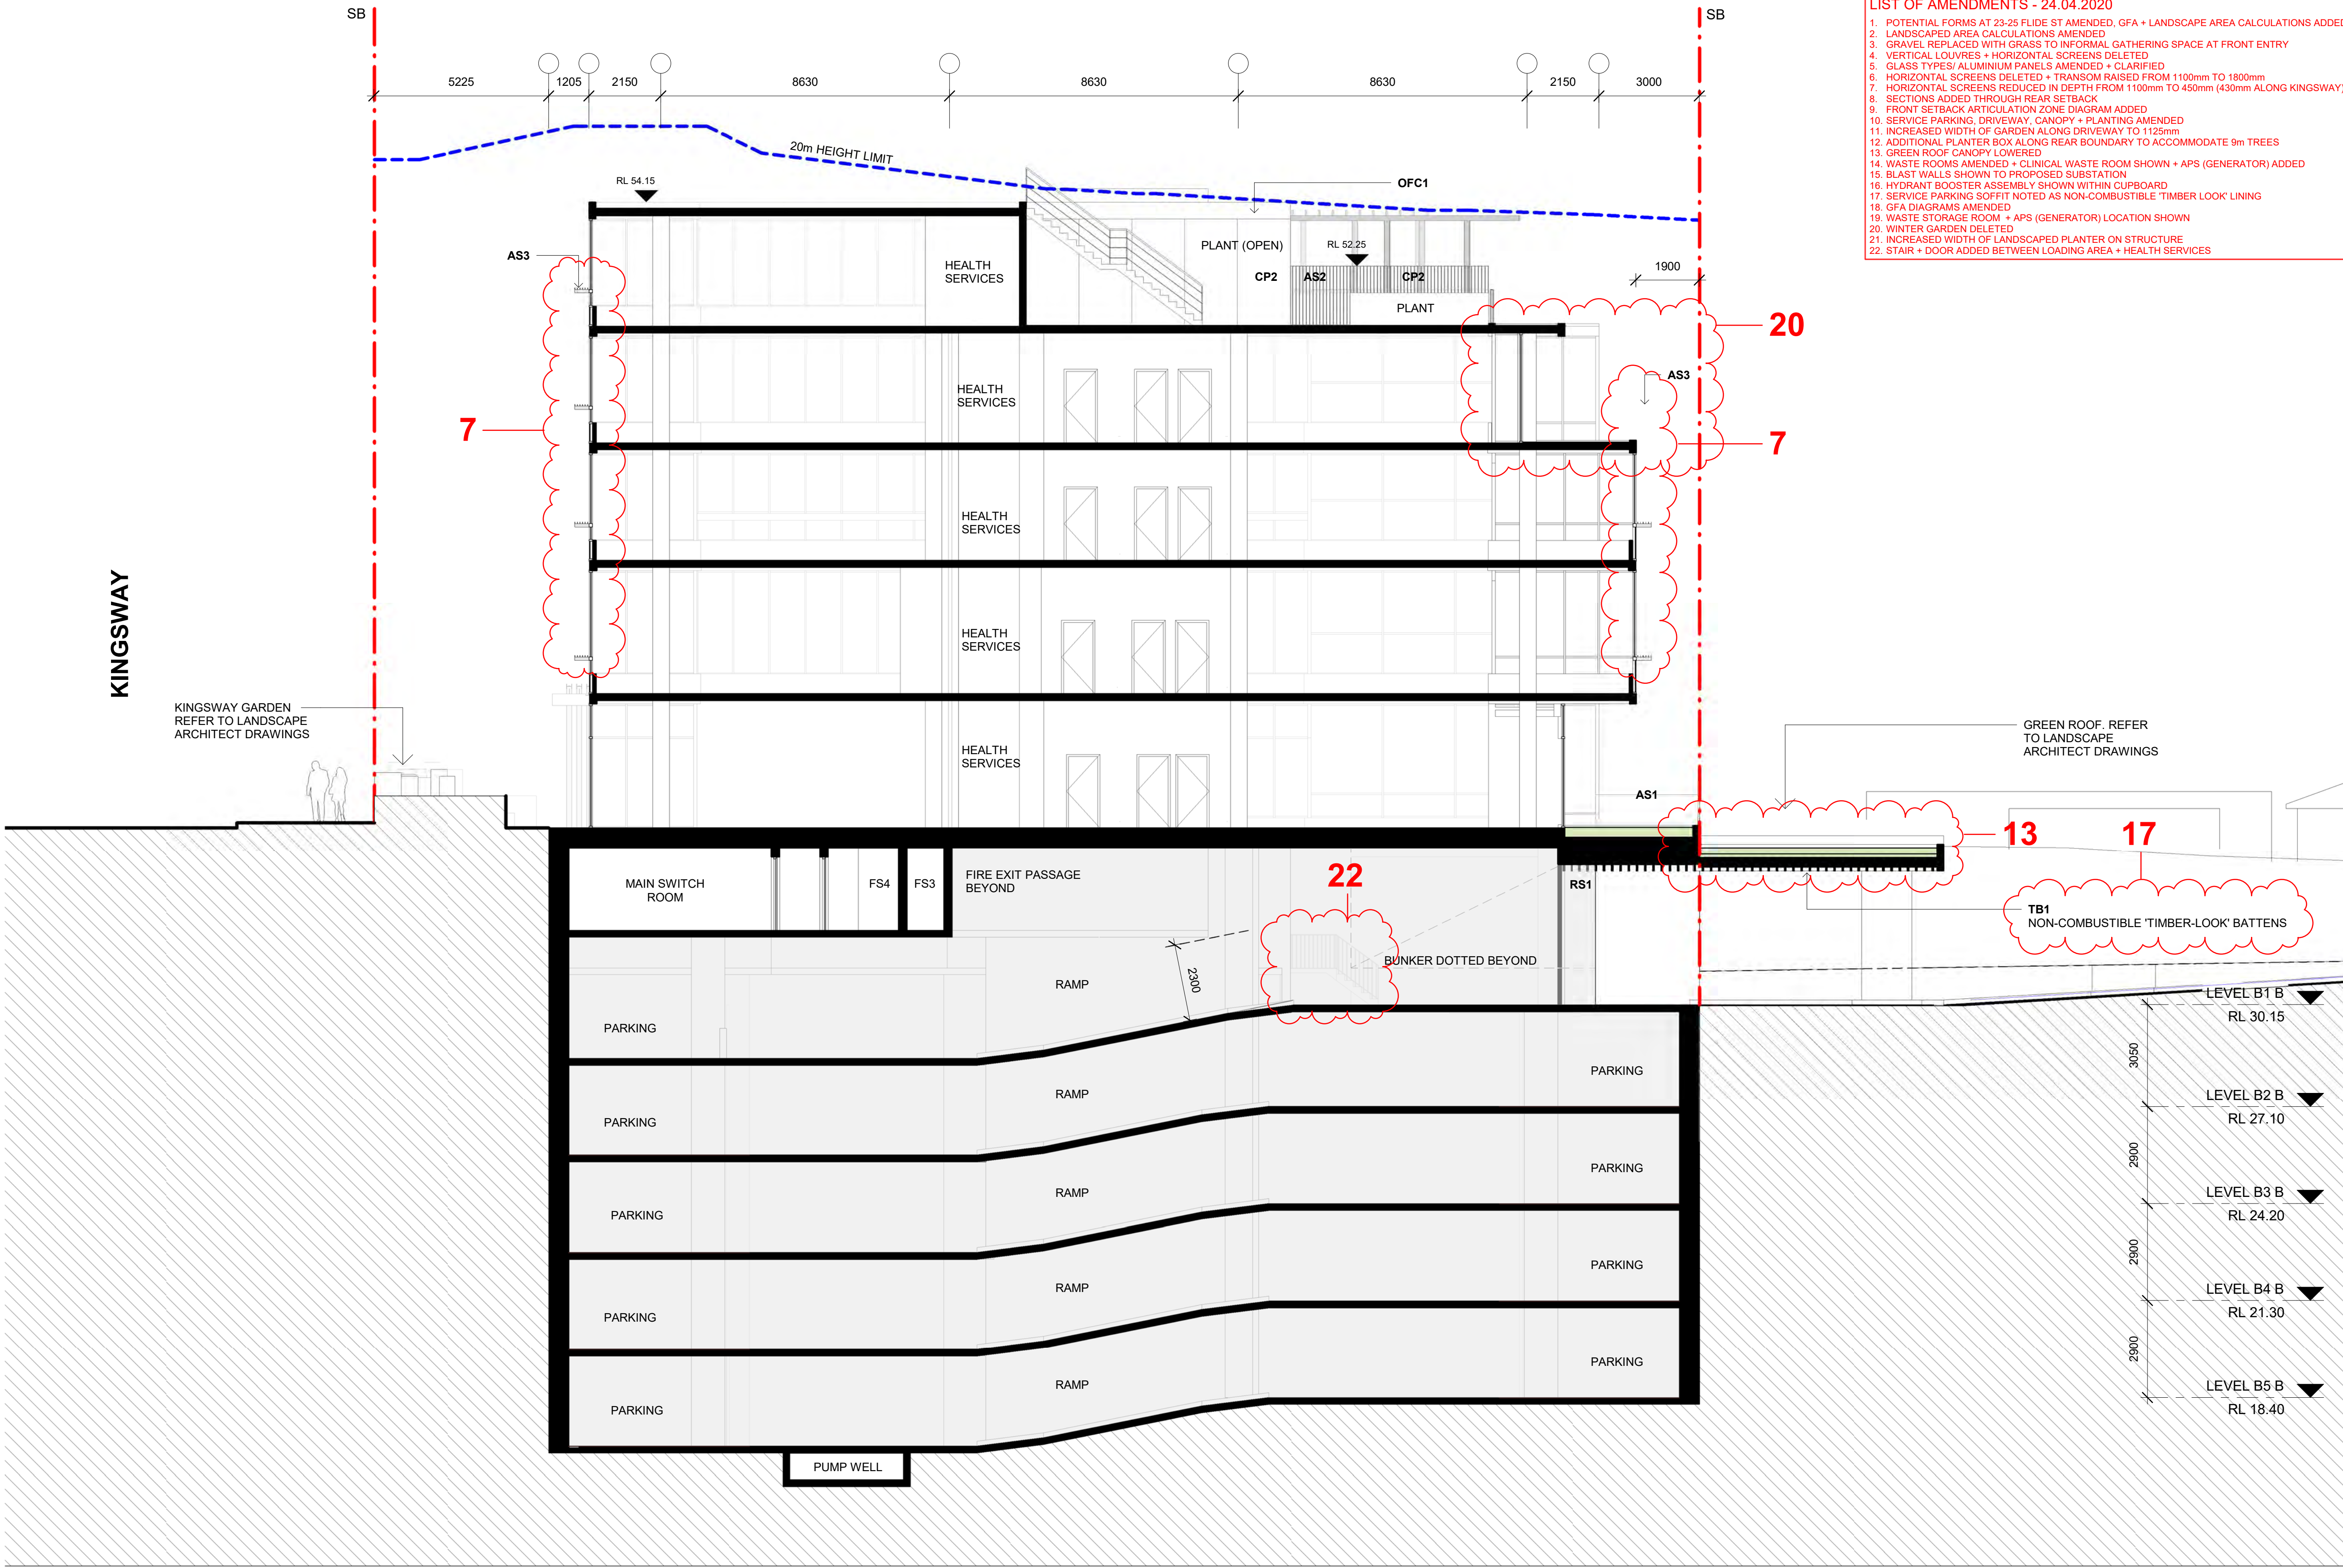 SB
SB
LIST OF AMENDMENTS - 24.04.2020
1. POTENTIAL FORMS AT 23-25 FLIDE ST AMENDED, GFA + LANDSCAPE AREA CALCULATIONS ADDED
2. LANDSCAPED AREA CALCULATIONS AMENDED
3. GRAVEL REPLACED WITH GRASS TO INFORMAL GATHERING SPACE AT FRONT ENTRY
4. VERTICAL LOUVRES + HORIZONTAL SCREENS DELETED
5. GLASS TYPES/ ALUMINIUM PANELS AMENDED + CLARIFIED
6. HORIZONTAL SCREENS DELETED + TRANSOM RAISED FROM 1100mm TO 1800mm
7. HORIZONTAL SCREENS REDUCED IN DEPTH FROM 1100mm TO 450mm (430mm ALONG KINGSWAY)
8. SECTIONS ADDED THROUGH REAR SETBACK
9. FRONT SETBACK ARTICULATION ZONE DIAGRAM ADDED
10. SERVICE PARKING, DRIVEWAY, CANOPY + PLANTING AMENDED
11. INCREASED WIDTH OF GARDEN ALONG DRIVEWAY TO 1125mm
12. ADDITIONAL PLANTER BOX ALONG REAR BOUNDARY TO ACCOMMODATE 9m TREES
13. GREEN ROOF CANOPY LOWERED
14. WASTE ROOMS AMENDED + CLINICAL WASTE ROOM SHOWN + APS (GENERATOR) ADDED
15. BLAST WALLS SHOWN TO PROPOSED SUBSTATION
16. HYDRANT BOOSTER ASSEMBLY SHOWN WITHIN CUPBOARD
17. SERVICE PARKING SOFFIT NOTED AS NON-COMBUSTIBLE 'TIMBER LOOK' LINING
18. GFA DIAGRAMS AMENDED
19. WASTE STORAGE ROOM + APS (GENERATOR) LOCATION SHOWN
20. WINTER GARDEN DELETED
21. INCREASED WIDTH OF LANDSCAPED PLANTER ON STRUCTURE
22. STAIR + DOOR ADDED BETWEEN LOADING AREA + HEALTH SERVICES
5225
1205
2150
8630
8630
8630
2150
3000
20m HEIGHT LIMIT
RL 54.15
OFC1
AS3
PLANT (OPEN)
RL 52.25
HEALTH
SERVICES
CP2
AS2
CP2
1900
PLANT
20
AS3
HEALTH
SERVICES
7
7
HEALTH
SERVICES
KINGSWAY
HEALTH
SERVICES
KINGSWAY GARDEN
REFER TO LANDSCAPE
ARCHITECT DRAWINGS
GREEN ROOF. REFER
TO LANDSCAPE
ARCHITECT DRAWINGS
HEALTH
SERVICES
AS1
13
17
MAIN SWITCH
ROOM
FS4
FS3
FIRE EXIT PASSAGE
BEYOND
22
RS1
TB1
NON-COMBUSTIBLE 'TIMBER-LOOK' BATTENS
BUNKER DOTTED BEYOND
2300
RAMP
LEVEL B1 B
RL 30.15
PARKING
3050
PARKING
RAMP
LEVEL B2 B
RL 27.10
PARKING
2900
PARKING
RAMP
LEVEL B3 B
RL 24.20
PARKING
2900
PARKING
RAMP
LEVEL B4 B
RL 21.30
PARKING
2900
PARKING
RAMP
LEVEL B5 B
RL 18.40
PARKING
PUMP WELL